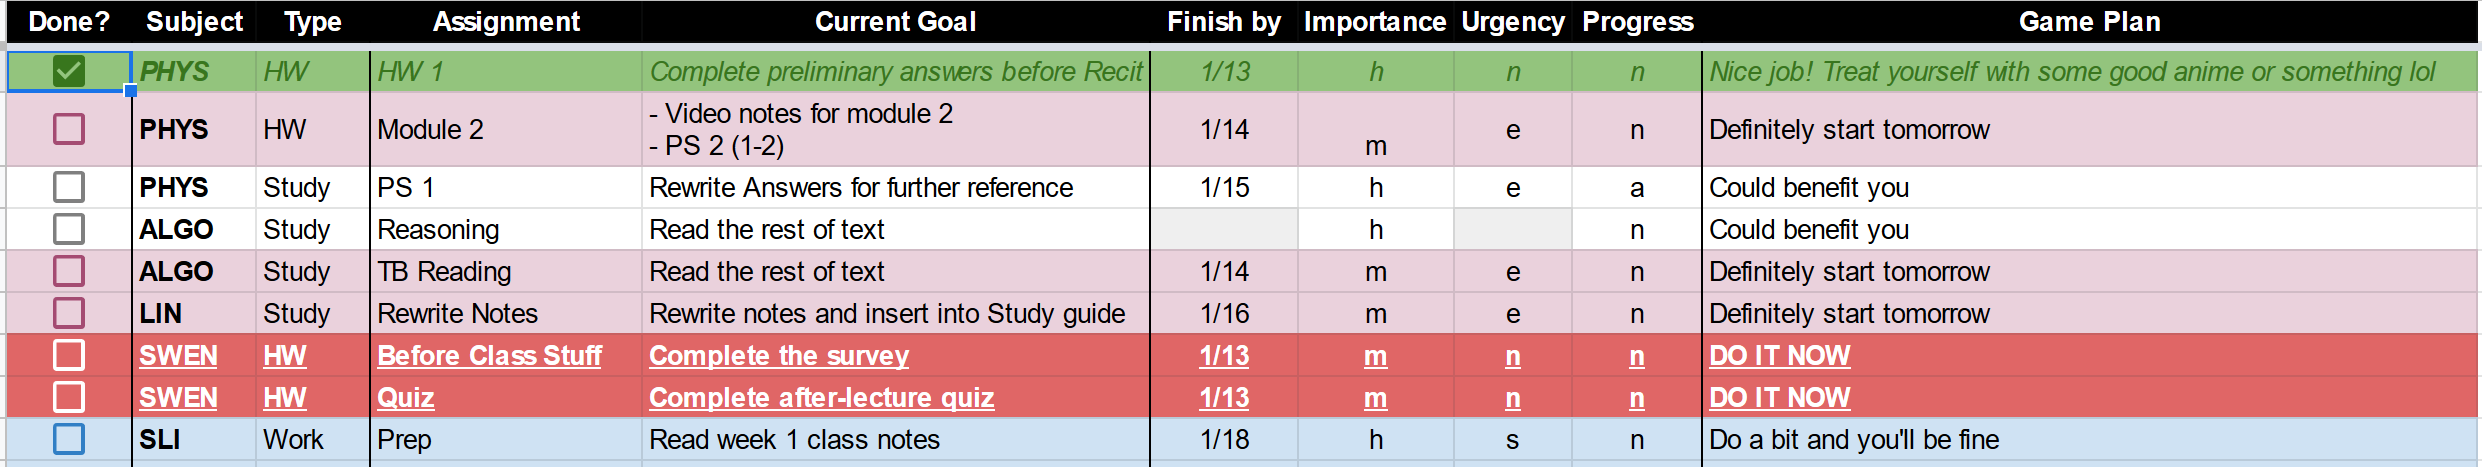 Done? Subject Type Assignment Current Goal Finish by Importance Urgency Progress Game Plan
PHYS HW HW 1 Complete preliminary answers before Recit 1/13 h n n Nice job! Treat yourself with some good anime or something lol
PHYS HW Module 2 - Video notes for module 2
- PS 2 (1-2) 1/14 m e n Definitely start tomorrow
PHYS Study PS 1 Rewrite Answers for further reference 1/15 h e a Could benefit you
ALGO Study Reasoning Read the rest of text h n Could benefit you
ALGO Study TB Reading Read the rest of text 1/14 m e n Definitely start tomorrow
LIN Study Rewrite Notes Rewrite notes and insert into Study guide 1/16 m e n Definitely start tomorrow
SWEN HW Before Class Stuff Complete the survey 1/13 m n n DO IT NOW
SWEN HW Quiz Complete after-lecture quiz 1/13 m n n DO IT NOW
SLI Work Prep Read week 1 class notes 1/18 h s n Do a bit and you'll be fine